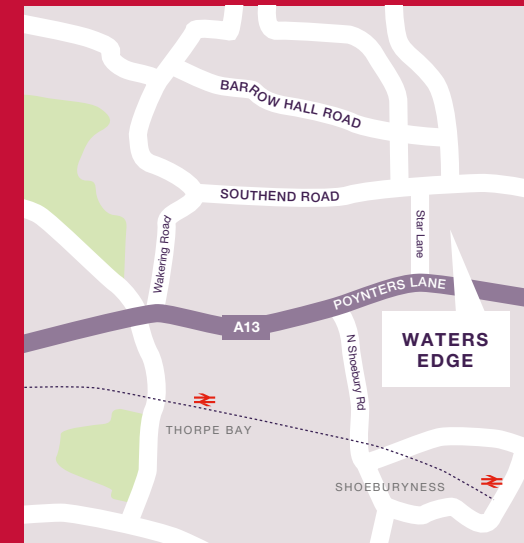 BARROW HALL ROAD
SOUTHEND ROAD
Wakering Road
Star Lane
POYNTERS LANE
A13
WATERS
EDGE
N Shoebury Rd
THORPE BAY
SHOEBURYNESS